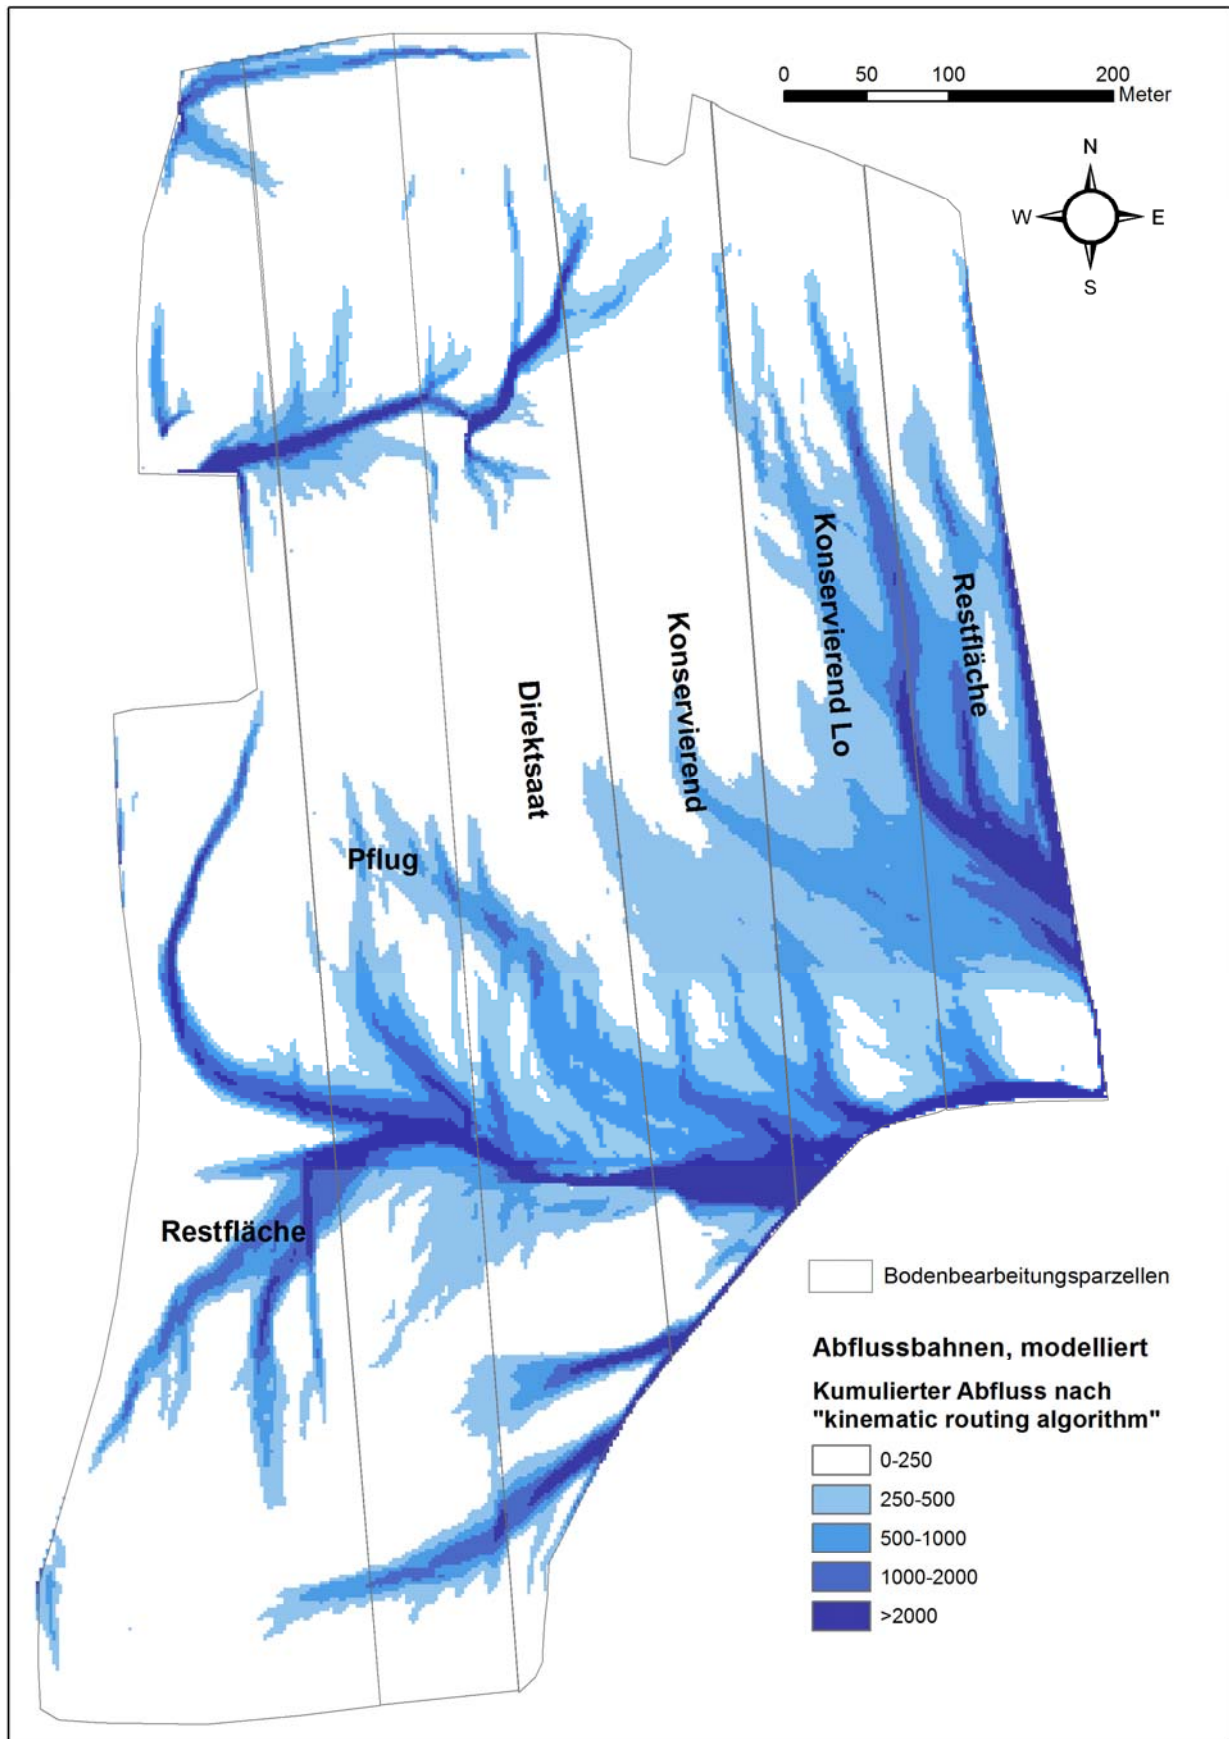 0 50 100 200
Meter
N
W E
S
Konservierend Lo
Restfläche
Konservierend
Direktsaat
Pflug
Restfläche
Bodenbearbeitungsparzellen
Abflussbahnen, modelliert
Kumulierter Abfluss nach
"kinematic routing algorithm"
0-250
250-500
500-1000
1000-2000
>2000